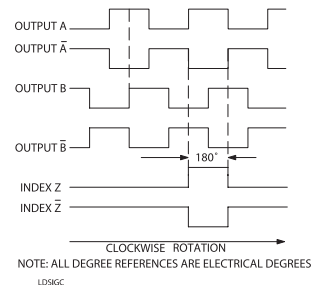 OUTPUT A
OUTPUT A̅
OUTPUT B
OUTPUT B̅
180°
INDEX Z
INDEX Z̅
CLOCKWISE ROTATION
NOTE: ALL DEGREE REFERENCES ARE ELECTRICAL DEGREES
LDSIGC